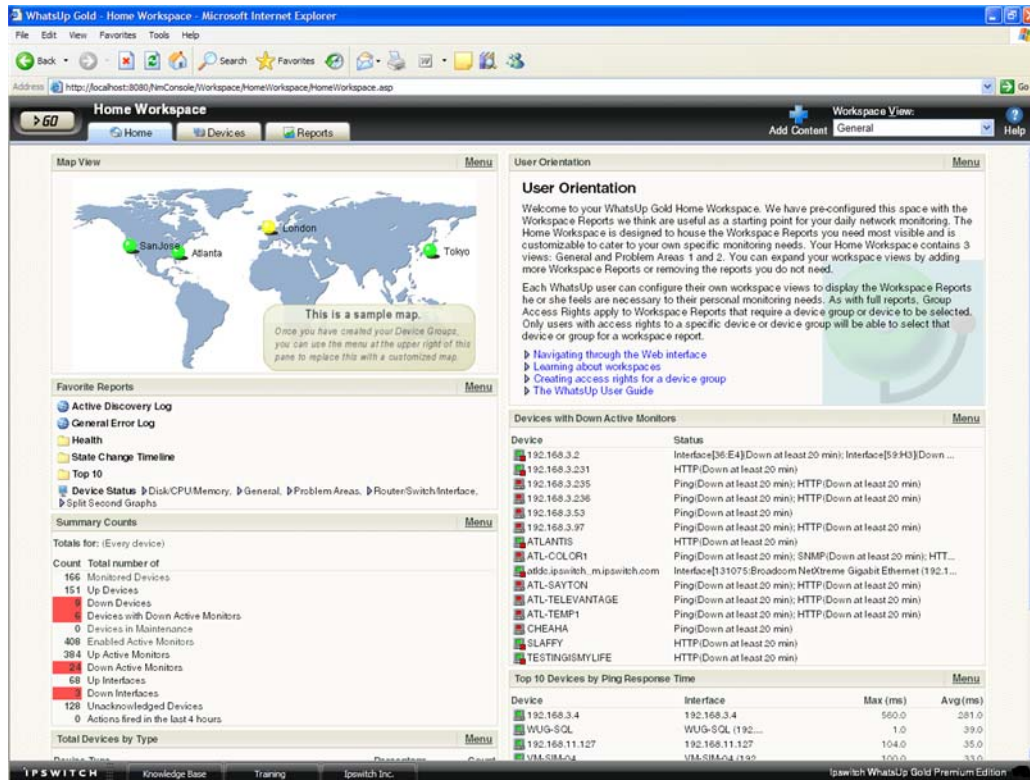 WhatsUp Gold - Home Workspace - Microsoft Internet Explorer
File Edit View Favorites Tools Help
Back Search Favorites
Address http://localhost:8080/NmConsole/Workspace/HomeWorkspace/HomeWorkspace.asp Go
GO Home Workspace
Home Devices Reports
Add Content
Workspace View:
General
Help
Map View Menu
SanJose
Atlanta
London
Tokyo
This is a sample map.
Once you have created your Device Groups,
you can use the menu at the upper right of this
pane to replace this with a customized map.
Favorite Reports Menu
Active Discovery Log
General Error Log
Health
State Change Timeline
Top 10
Device Status Disk/CPU/Memory, General, Problem Areas, Router/Switch/Interface,
Split Second Graphs
Summary Counts Menu
Totals for: (Every device)
Count Total number of
166 Monitored Devices
151 Up Devices
9 Down Devices
6 Devices with Down Active Monitors
0 Devices in Maintenance
408 Enabled Active Monitors
384 Up Active Monitors
24 Down Active Monitors
68 Up Interfaces
3 Down Interfaces
128 Unacknowledged Devices
0 Actions fired in the last 4 hours
Total Devices by Type Menu
User Orientation Menu
User Orientation
Welcome to your WhatsUp Gold Home Workspace. We have pre-configured this space with the
Workspace Reports we think are useful as a starting point for your daily network monitoring. The
Home Workspace is designed to house the Workspace Reports you need most visible and is
customizable to cater to your own specific monitoring needs. Your Home Workspace contains 3
views: General and Problem Areas 1 and 2. You can expand your workspace views by adding
more Workspace Reports or removing the reports you do not need.
Each WhatsUp user can configure their own workspace views to display the Workspace Reports
he or she feels are necessary to their personal monitoring needs. As with full reports, Group
Access Rights apply to Workspace Reports that require a device group or device to be selected.
Only users with access rights to a specific device or device group will be able to select that
device or group for a workspace report.
Navigating through the Web interface
Learning about workspaces
Creating access rights for a device group
The WhatsUp User Guide
Devices with Down Active Monitors Menu
Device Status
192.168.3.2 Interface[36:E4](Down at least 20 min); Interface[59:H3](Down ...
192.168.3.231 HTTP(Down at least 20 min)
192.168.3.235 Ping(Down at least 20 min); HTTP(Down at least 20 min)
192.168.3.236 Ping(Down at least 20 min); HTTP(Down at least 20 min)
192.168.3.53 Ping(Down at least 20 min)
192.168.3.97 Ping(Down at least 20 min); HTTP(Down at least 20 min)
ATLANTIS HTTP(Down at least 20 min)
ATL-COLOR1 Ping(Down at least 20 min); SNMP(Down at least 20 min); HTT...
atldc.ipswitch_m.ipswitch.com Interface[131075:Broadcom NetXtreme Gigabit Ethernet (192.1...
ATL-SAYTON Ping(Down at least 20 min); HTTP(Down at least 20 min)
ATL-TELEVANTAGE Ping(Down at least 20 min); HTTP(Down at least 20 min)
ATL-TEMP1 Ping(Down at least 20 min); HTTP(Down at least 20 min)
CHEAHA Ping(Down at least 20 min)
SLAFFY HTTP(Down at least 20 min)
TESTINGISMYLIFE HTTP(Down at least 20 min)
Top 10 Devices by Ping Response Time Menu
Device Interface Max (ms) Avg (ms)
192.168.3.4 192.168.3.4 560.0 281.0
WUG-SQL WUG-SQL (192.... 1.0 39.0
192.168.11.127 192.168.11.127 104.0 35.0
IPSWITCH Knowledge Base Training Ipswitch Inc. Ipswitch WhatsUp Gold Premium Edition